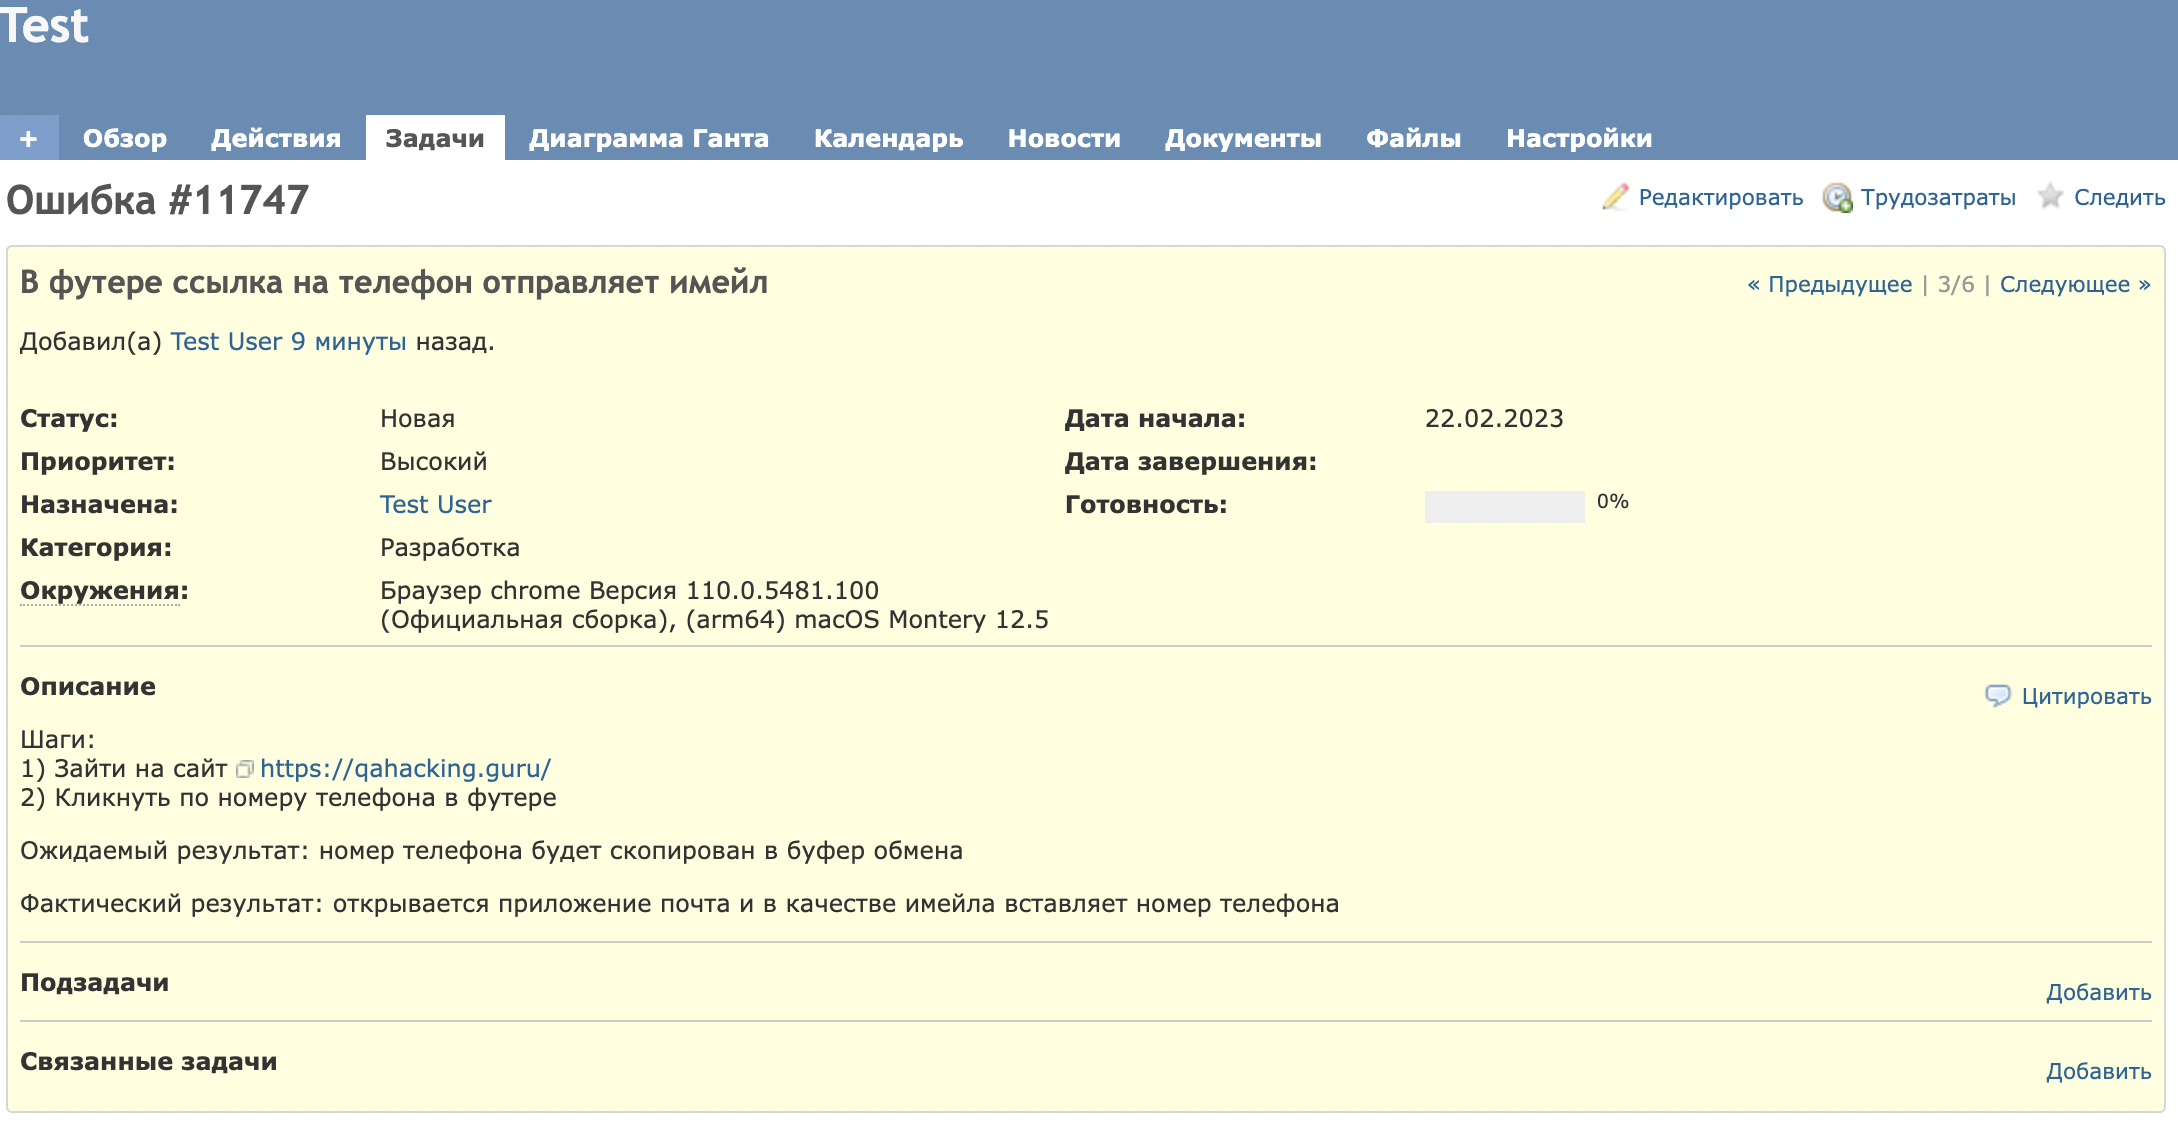 Test
+ Обзор Действия Задачи Диаграмма Ганта Календарь Новости Документы Файлы Настройки
Ошибка #11747
Редактировать Трудозатраты Следить
В футере ссылка на телефон отправляет имейл
« Предыдущее | 3/6 | Следующее »
Добавил(а) Test User 9 минуты назад.
Статус: Новая Дата начала: 22.02.2023
Приоритет: Высокий Дата завершения:
Назначена: Test User Готовность: 0%
Категория: Разработка
Окружения: Браузер chrome Версия 110.0.5481.100
(Официальная сборка), (arm64) macOS Montery 12.5
Описание
Цитировать
Шаги:
1) Зайти на сайт https://qahacking.guru/
2) Кликнуть по номеру телефона в футере
Ожидаемый результат: номер телефона будет скопирован в буфер обмена
Фактический результат: открывается приложение почта и в качестве имейла вставляет номер телефона
Подзадачи
Добавить
Связанные задачи
Добавить